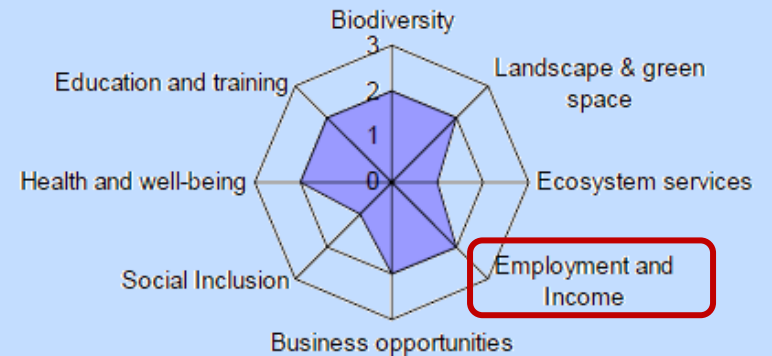 Biodiversity
3
Landscape & green
space
Education and training
2
1
Health and well-being
0
Ecosystem services
Employment and
Income
Social Inclusion
Business opportunities